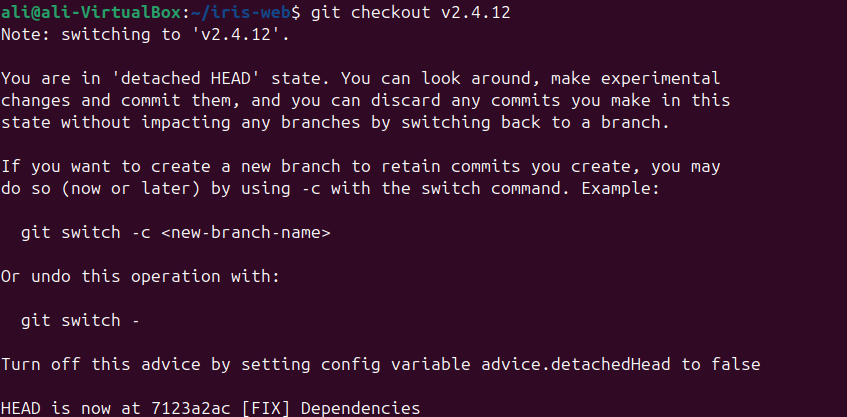 ali@ali-VirtualBox:~/iris-web$ git checkout v2.4.12
Note: switching to 'v2.4.12'.
You are in 'detached HEAD' state. You can look around, make experimental
changes and commit them, and you can discard any commits you make in this
state without impacting any branches by switching back to a branch.
If you want to create a new branch to retain commits you create, you may
do so (now or later) by using -c with the switch command. Example:
git switch -c <new-branch-name>
Or undo this operation with:
git switch -
Turn off this advice by setting config variable advice.detachedHead to false
HEAD is now at 7123a2ac [FIX] Dependencies